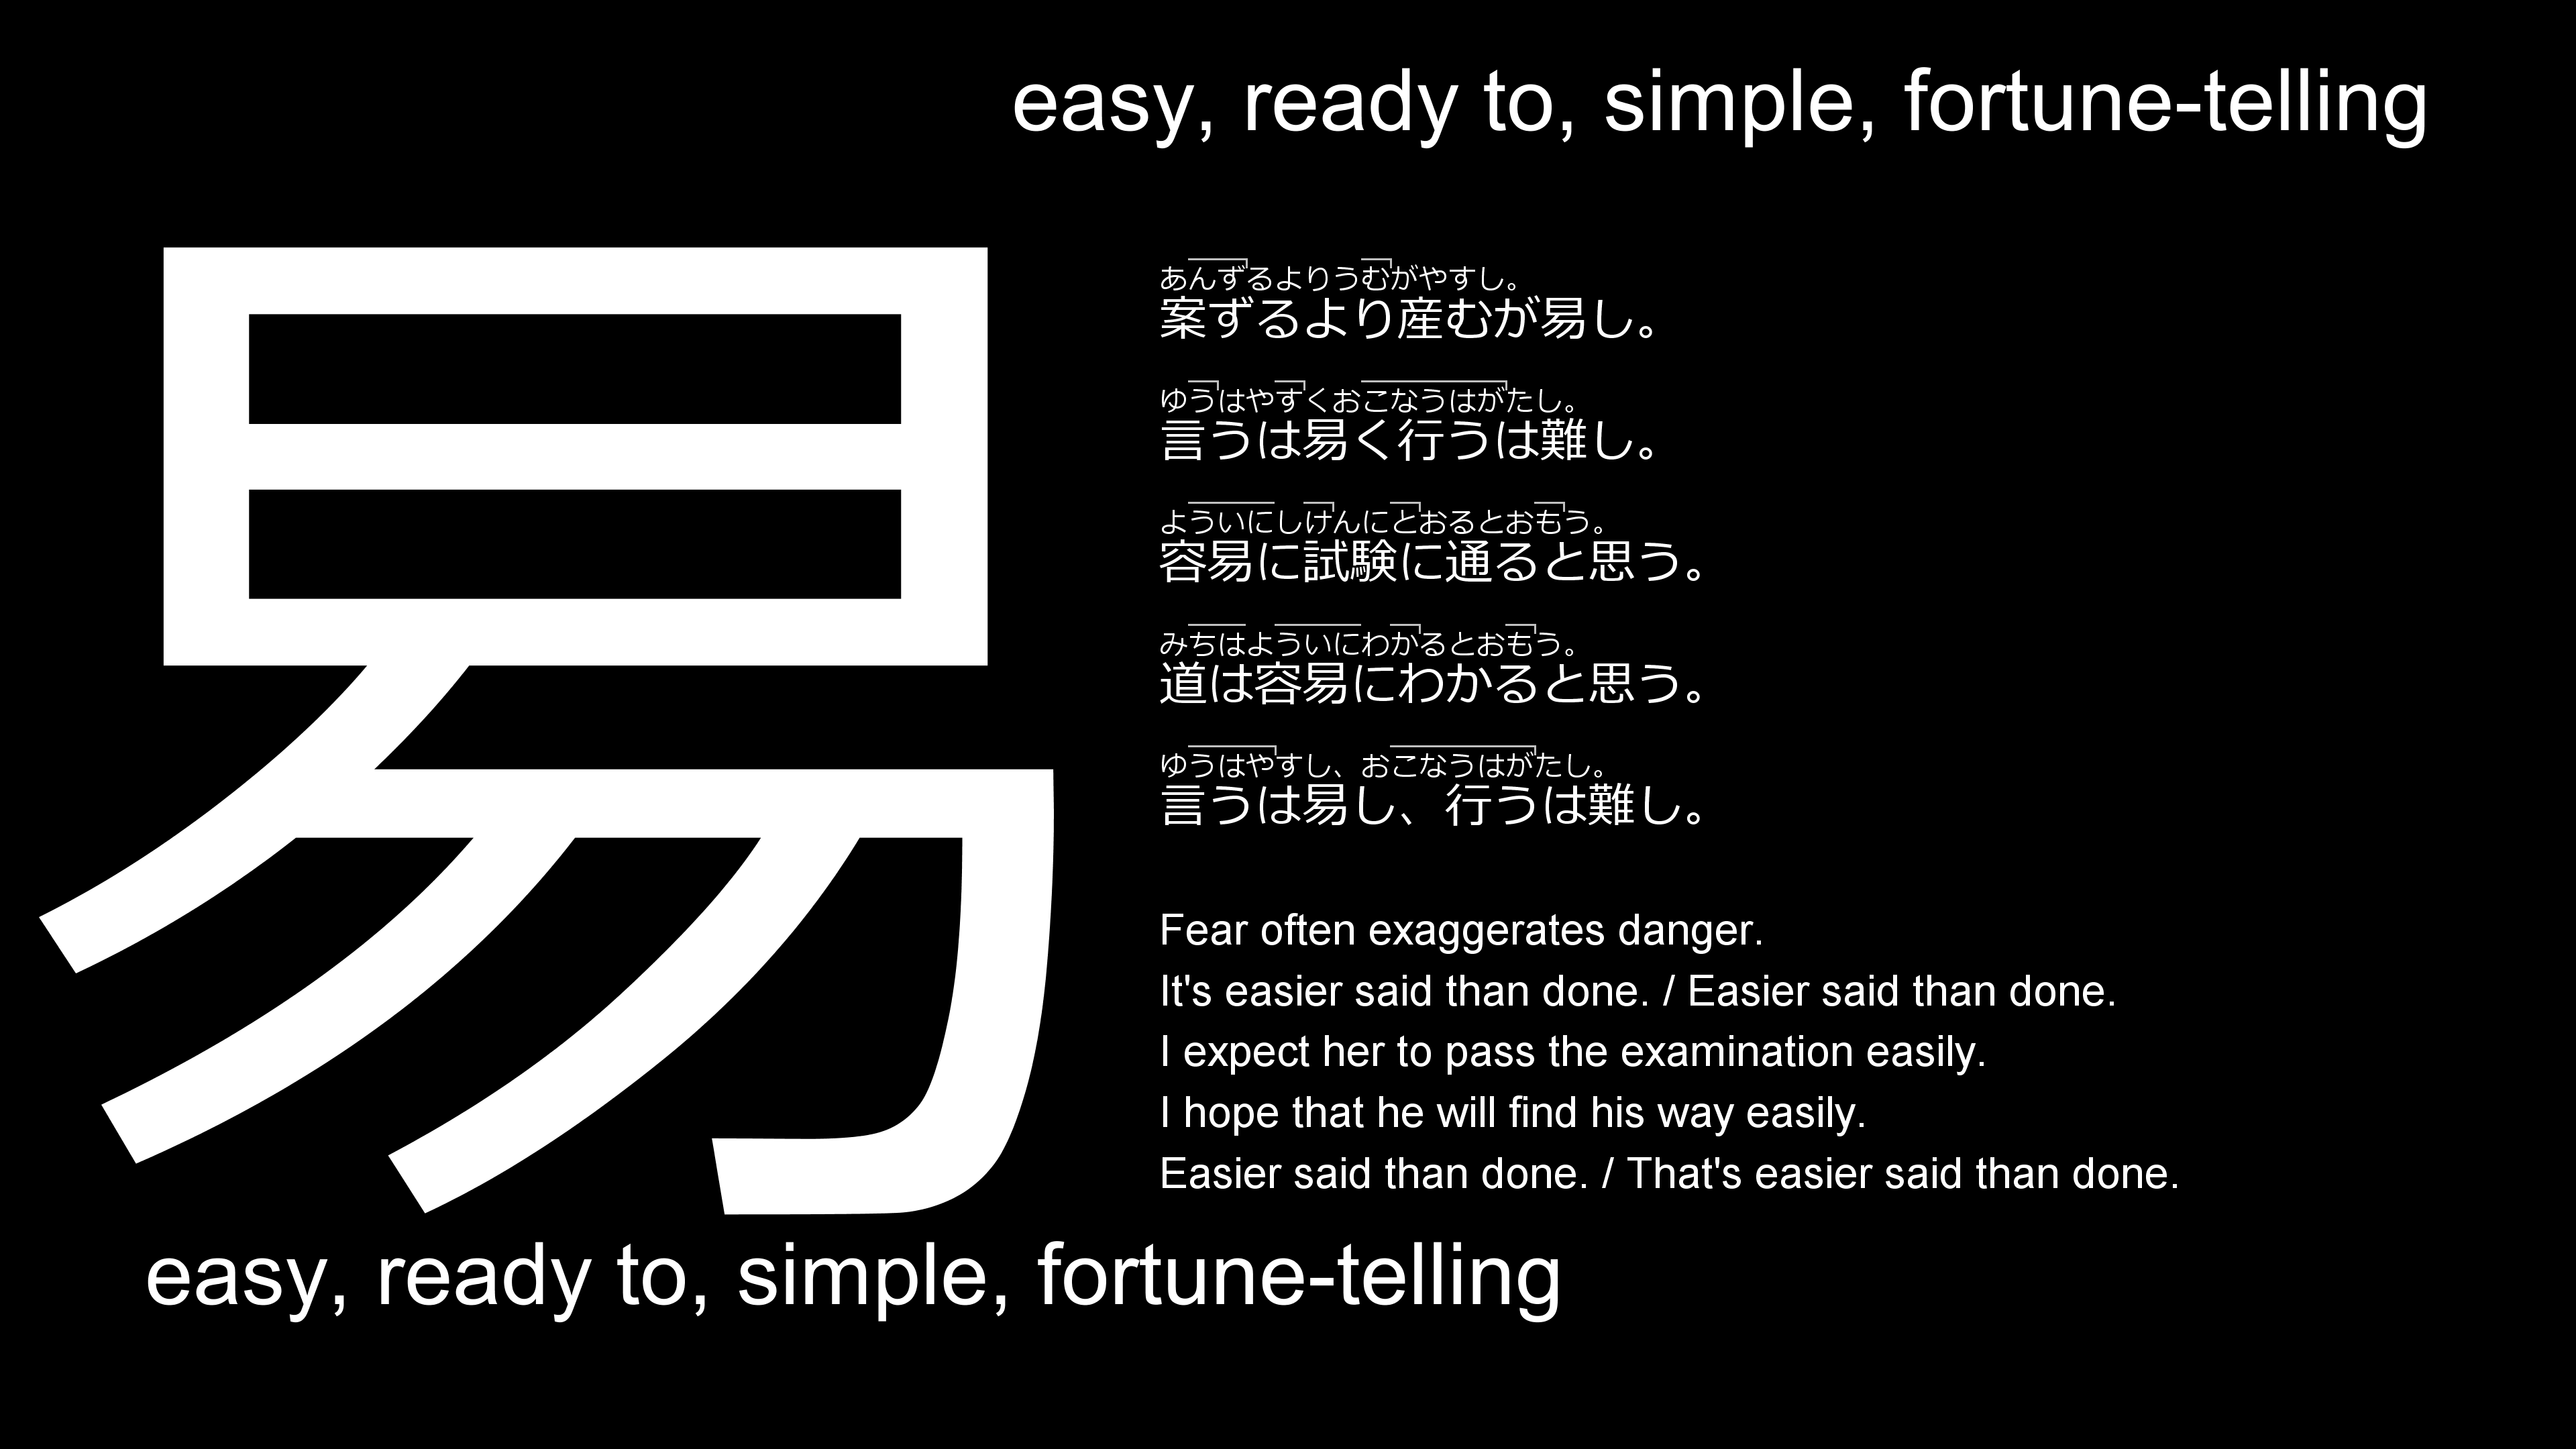 easy, ready to, simple, fortune-telling
易
あんずるよりうむがやすし。
案ずるより産むが易し。
ゆうはやすくおこなうはがたし。
言うは易く行うは難し。
よういにしけんにとおるとおもう。
容易に試験に通ると思う。
みちはよういにわかるとおもう。
道は容易にわかると思う。
ゆうはやすし、おこなうはがたし。
言うは易し、行うは難し。
Fear often exaggerates danger.
It's easier said than done. / Easier said than done.
I expect her to pass the examination easily.
I hope that he will find his way easily.
Easier said than done. / That's easier said than done.
easy, ready to, simple, fortune-telling